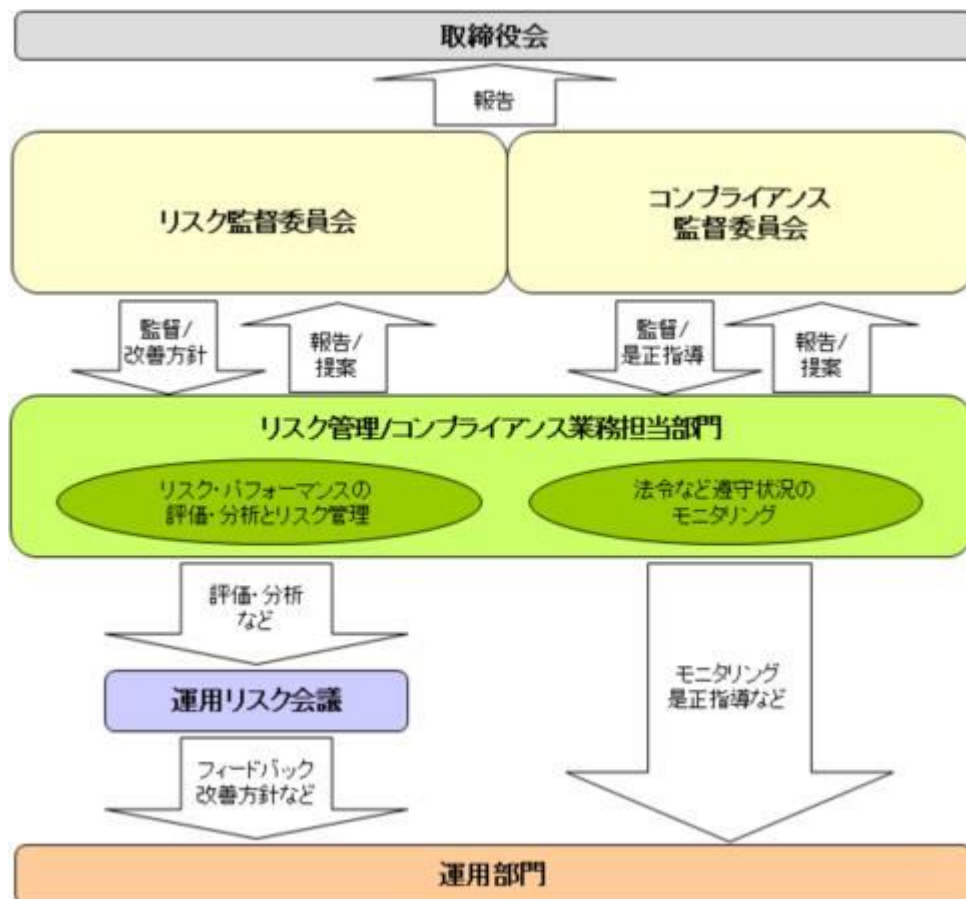 取締役会
報告
リスク監督委員会
コンプライアンス
監督委員会
監督/
改善方針
報告/
提案
監督/
是正指導
報告/
提案
リスク管理/コンプライアンス業務担当部門
リスク・パフォーマンスの
評価・分析とリスク管理
法令など遵守状況の
モニタリング
評価・分析
など
運用リスク会議
フィードバック
改善方針など
モニタリング
是正指導など
運用部門